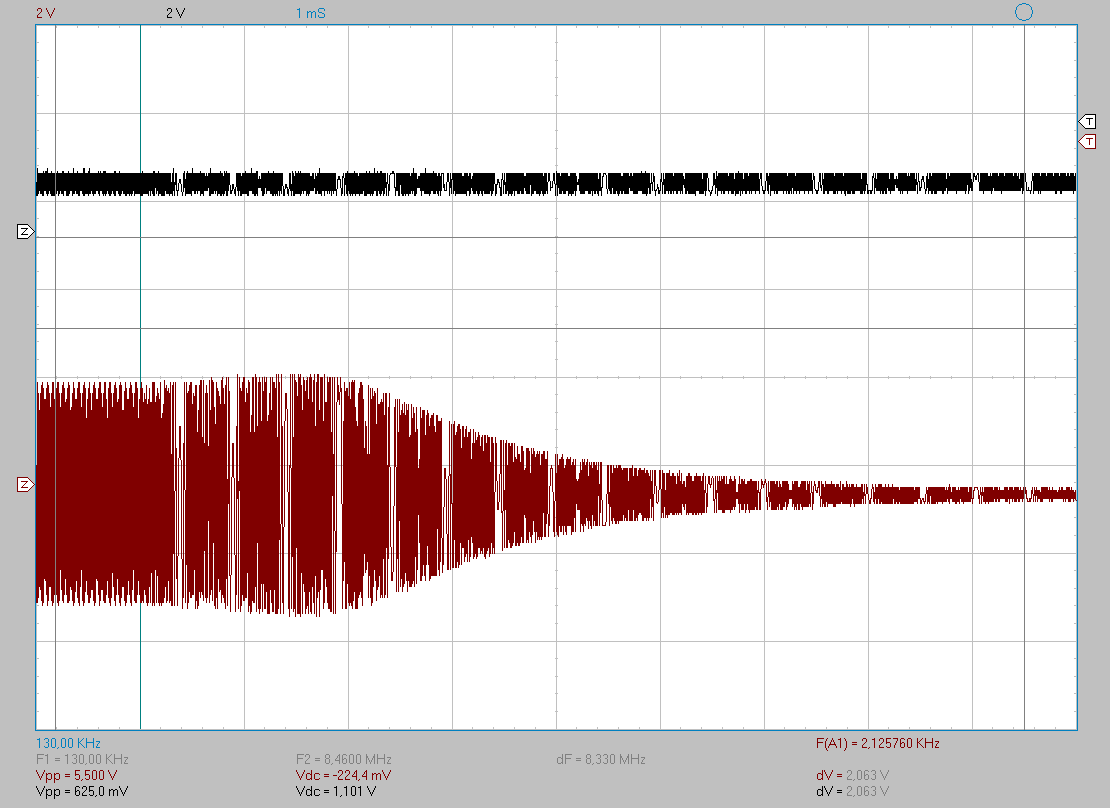 2 V 2 V 1 mS
T
T
Z
Z
130,00 KHz F(A1) = 2,125760 KHz
F1 = 130,00 KHz F2 = 8,4600 MHz dF = 8,330 MHz
Vpp = 5,500 V Vdc = -224,4 mV dV = 2,063 V
Vpp = 625,0 mV Vdc = 1,101 V dV = 2,063 V